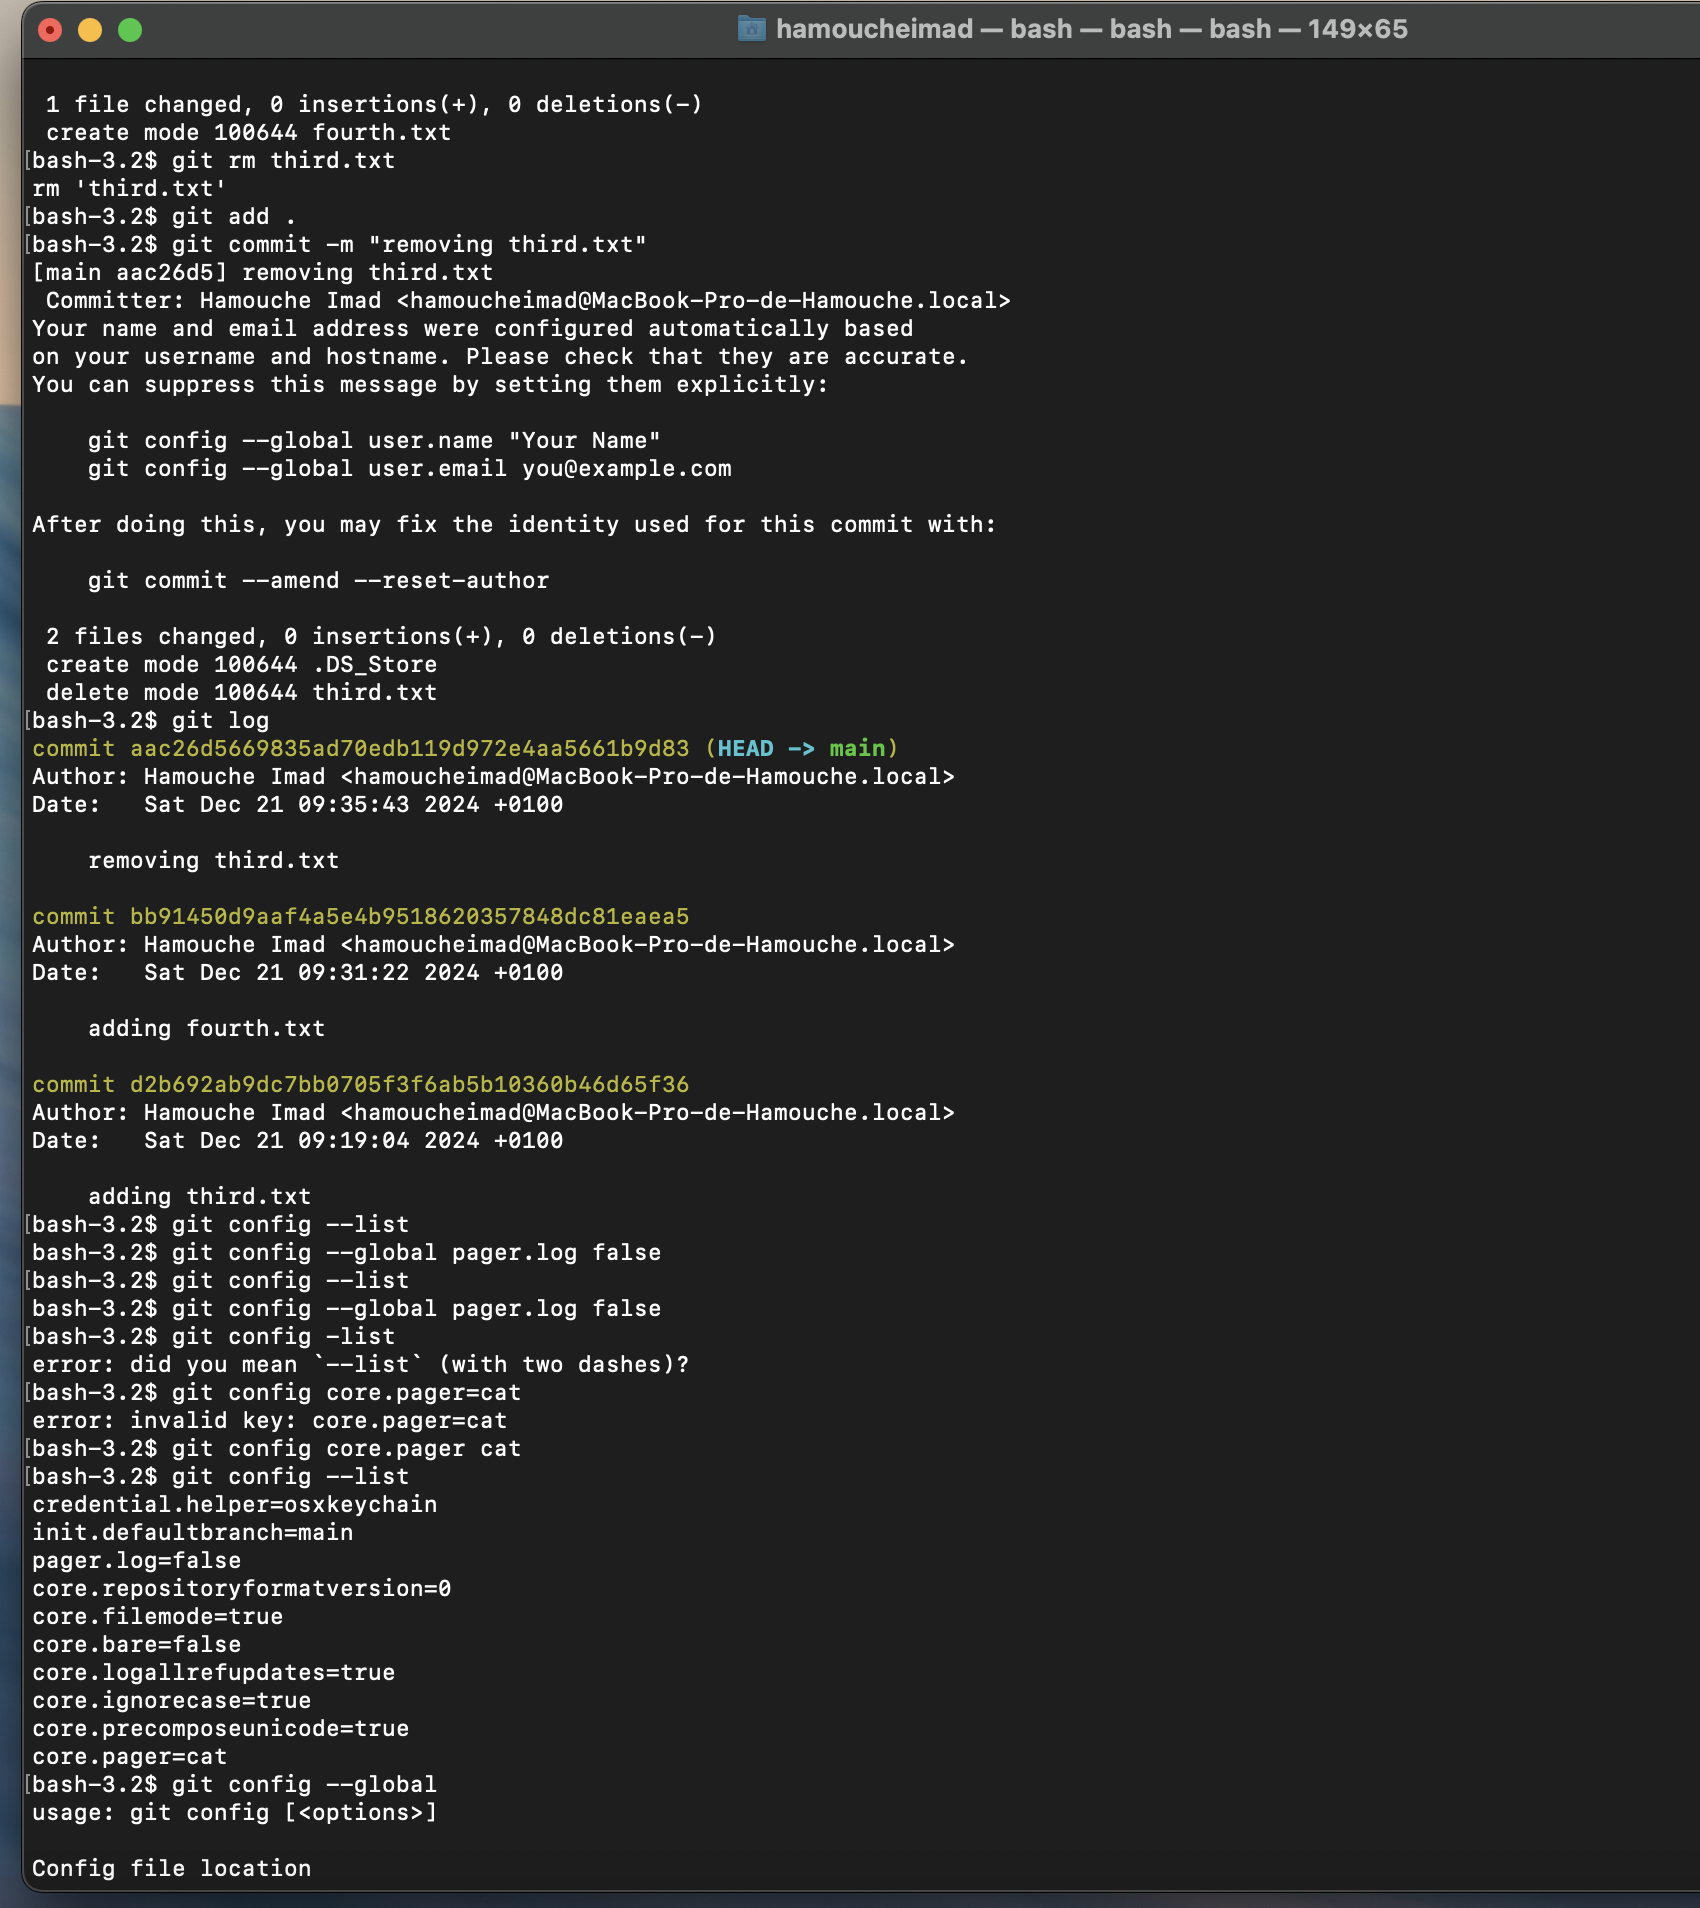 hamoucheimad — bash — bash — bash — 149×65
1 file changed, 0 insertions(+), 0 deletions(-)
create mode 100644 fourth.txt
[bash-3.2$ git rm third.txt
rm 'third.txt'
[bash-3.2$ git add .
[bash-3.2$ git commit -m "removing third.txt"
[main aac26d5] removing third.txt
Committer: Hamouche Imad <hamoucheimad@MacBook-Pro-de-Hamouche.local>
Your name and email address were configured automatically based
on your username and hostname. Please check that they are accurate.
You can suppress this message by setting them explicitly:
git config --global user.name "Your Name"
git config --global user.email you@example.com
After doing this, you may fix the identity used for this commit with:
git commit --amend --reset-author
2 files changed, 0 insertions(+), 0 deletions(-)
create mode 100644 .DS_Store
delete mode 100644 third.txt
[bash-3.2$ git log
commit aac26d5669835ad70edb119d972e4aa5661b9d83 (HEAD -> main)
Author: Hamouche Imad <hamoucheimad@MacBook-Pro-de-Hamouche.local>
Date:   Sat Dec 21 09:35:43 2024 +0100
removing third.txt
commit bb91450d9aaf4a5e4b9518620357848dc81eaea5
Author: Hamouche Imad <hamoucheimad@MacBook-Pro-de-Hamouche.local>
Date:   Sat Dec 21 09:31:22 2024 +0100
adding fourth.txt
commit d2b692ab9dc7bb0705f3f6ab5b10360b46d65f36
Author: Hamouche Imad <hamoucheimad@MacBook-Pro-de-Hamouche.local>
Date:   Sat Dec 21 09:19:04 2024 +0100
adding third.txt
[bash-3.2$ git config --list
bash-3.2$ git config --global pager.log false
[bash-3.2$ git config --list
bash-3.2$ git config --global pager.log false
[bash-3.2$ git config -list
error: did you mean `--list` (with two dashes)?
[bash-3.2$ git config core.pager=cat
error: invalid key: core.pager=cat
[bash-3.2$ git config core.pager cat
[bash-3.2$ git config --list
credential.helper=osxkeychain
init.defaultbranch=main
pager.log=false
core.repositoryformatversion=0
core.filemode=true
core.bare=false
core.logallrefupdates=true
core.ignorecase=true
core.precomposeunicode=true
core.pager=cat
[bash-3.2$ git config --global
usage: git config [<options>]
Config file location